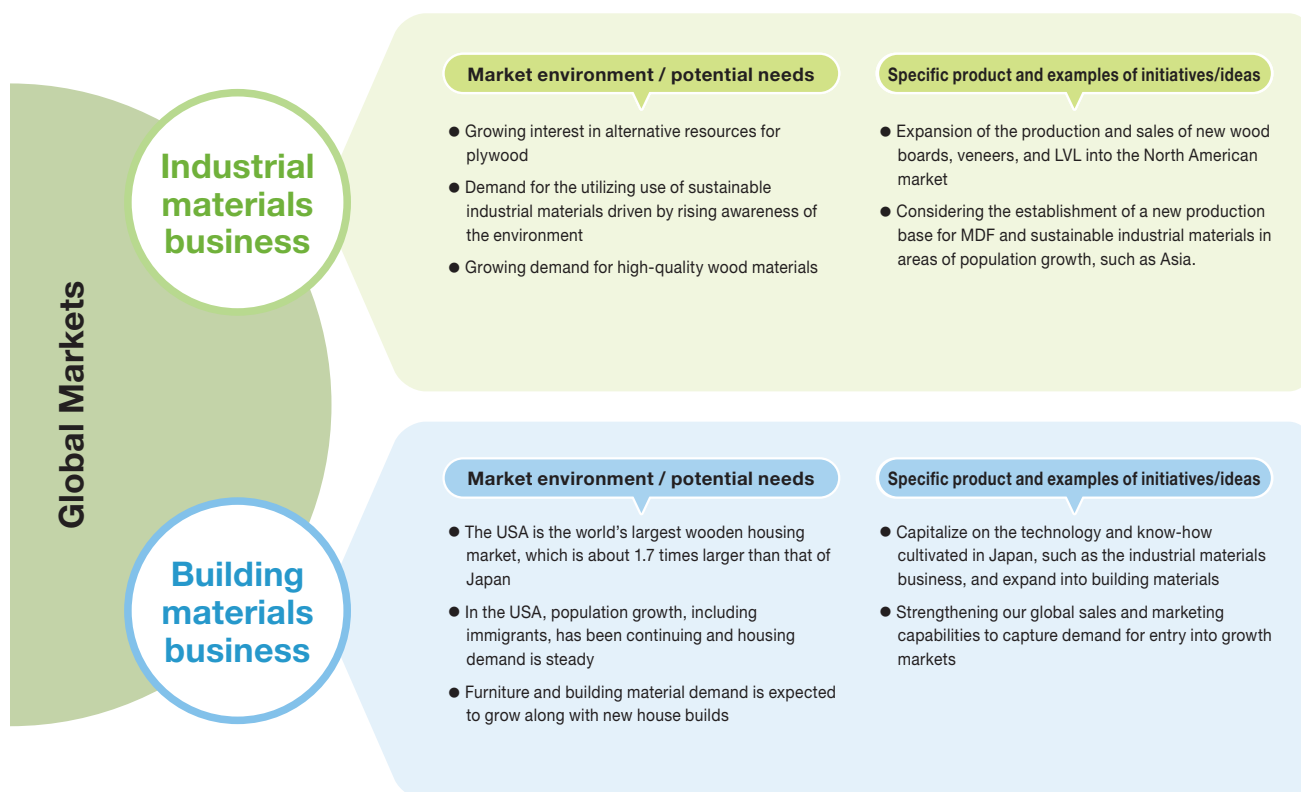 Global Markets
Industrial
materials
business
Market environment / potential needs
● Growing interest in alternative resources for
plywood
● Demand for the utilizing use of sustainable
industrial materials driven by rising awareness of
the environment
● Growing demand for high-quality wood materials
Specific product and examples of initiatives/ideas
● Expansion of the production and sales of new wood
boards, veneers, and LVL into the North American
market
● Considering the establishment of a new production
base for MDF and sustainable industrial materials in
areas of population growth, such as Asia.
Building
materials
business
Market environment / potential needs
● The USA is the world's largest wooden housing
market, which is about 1.7 times larger than that of
Japan
● In the USA, population growth, including
immigrants, has been continuing and housing
demand is steady
● Furniture and building material demand is expected
to grow along with new house builds
Specific product and examples of initiatives/ideas
● Capitalize on the technology and know-how
cultivated in Japan, such as the industrial materials
business, and expand into building materials
● Strengthening our global sales and marketing
capabilities to capture demand for entry into growth
markets